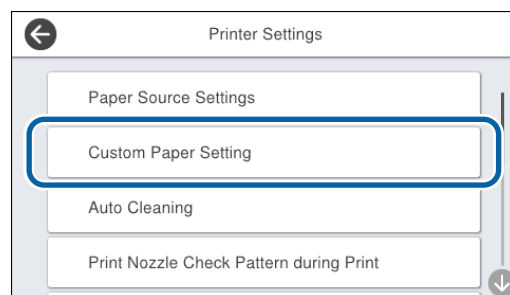 Printer Settings
Paper Source Settings
Custom Paper Setting
Auto Cleaning
Print Nozzle Check Pattern during Print